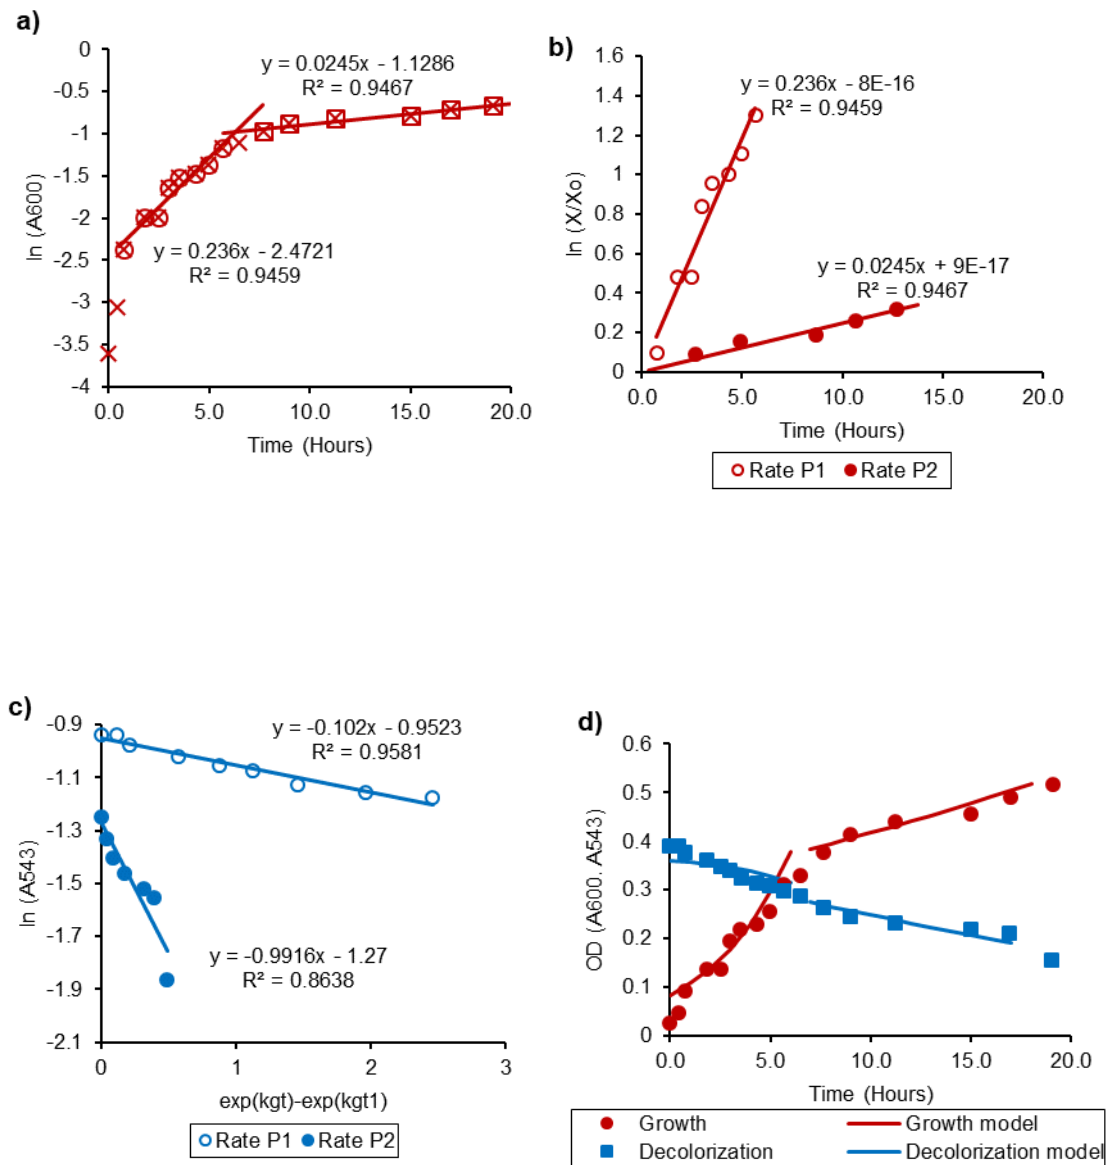 a)
0
-0.5
-1
-1.5
-2
-2.5
-3
-3.5
-4
ln (A600)
y = 0.0245x - 1.1286
R² = 0.9467
y = 0.236x - 2.4721
R² = 0.9459
0.0 5.0 10.0 15.0 20.0
Time (Hours)
b)
1.6
1.4
1.2
1
0.8
0.6
0.4
0.2
0
ln (X/Xo)
y = 0.236x - 8E-16
R² = 0.9459
y = 0.0245x + 9E-17
R² = 0.9467
0.0 5.0 10.0 15.0 20.0
Time (Hours)
Rate P1 Rate P2
c)
-0.9
-1.1
-1.3
-1.5
-1.7
-1.9
-2.1
ln (A543)
y = -0.102x - 0.9523
R² = 0.9581
y = -0.9916x - 1.27
R² = 0.8638
0 1 2 3
exp(kgt)-exp(kgt1)
Rate P1 Rate P2
d)
0.6
0.5
0.4
0.3
0.2
0.1
0
OD (A600. A543)
0.0 5.0 10.0 15.0 20.0
Time (Hours)
Growth Growth model
Decolorization Decolorization model